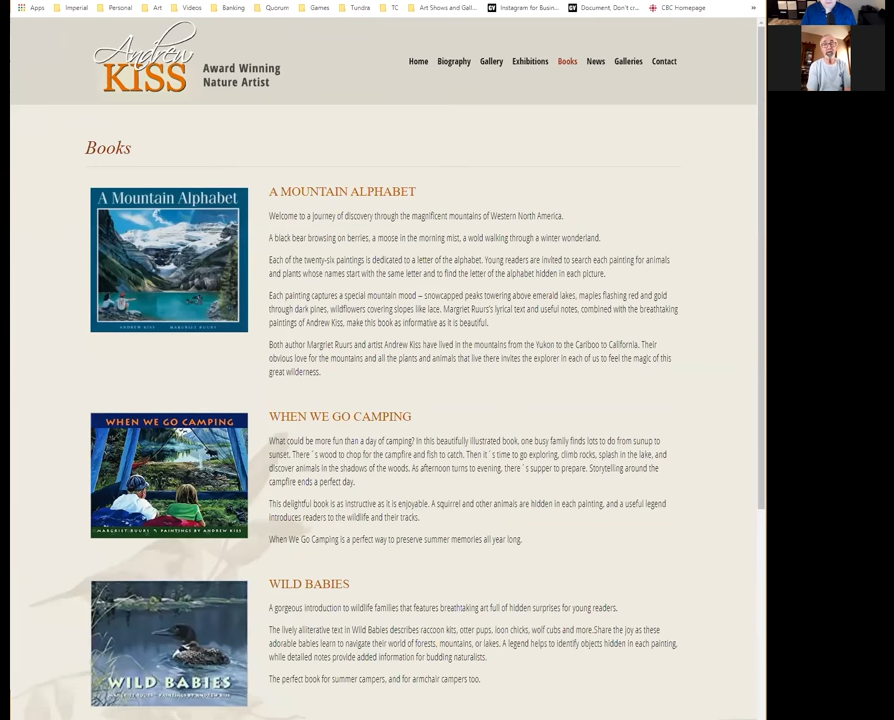 Apps Imperial Personal Art Videos Banking Quorum Games Tundra TC Art Shows and Gall... Instagram for Busin... Document, Don't cr... CBC Homepage »
Andrew
KISS
Award Winning
Nature Artist
Home Biography Gallery Exhibitions Books News Galleries Contact
Books
A Mountain Alphabet
ANDREW KISS MARGRIET RUURS
A MOUNTAIN ALPHABET
Welcome to a journey of discovery through the magnificent mountains of Western North America.
A black bear browsing on berries, a moose in the morning mist, a wold walking through a winter wonderland.
Each of the twenty-six paintings is dedicated to a letter of the alphabet. Young readers are invited to search each painting for animals
and plants whose names start with the same letter and to find the letter of the alphabet hidden in each picture.
Each painting captures a special mountain mood – snowcapped peaks towering above emerald lakes, maples flashing red and gold
through dark pines, wildflowers covering slopes like lace. Margriet Ruurs's lyrical text and useful notes, combined with the breathtaking
paintings of Andrew Kiss, make this book as informative as it is beautiful.
Both author Margriet Ruurs and artist Andrew Kiss have lived in the mountains from the Yukon to the Cariboo to California. Their
obvious love for the mountains and all the plants and animals that live there invites the explorer in each of us to feel the magic of this
great wilderness.
WHEN WE GO CAMPING
MARGRIET RUURS PAINTINGS BY ANDREW KISS
WHEN WE GO CAMPING
What could be more fun than a day of camping? In this beautifully illustrated book, one busy family finds lots to do from sunup to
sunset. There´s wood to chop for the campfire and fish to catch. Then it´s time to go exploring, climb rocks, splash in the lake, and
discover animals in the shadows of the woods. As afternoon turns to evening, there´s supper to prepare. Storytelling around the
campfire ends a perfect day.
This delightful book is as instructive as it is enjoyable. A squirrel and other animals are hidden in each painting, and a useful legend
introduces readers to the wildlife and their tracks.
When We Go Camping is a perfect way to preserve summer memories all year long.
WILD BABIES
MARGRIET RUURS PAINTINGS BY ANDREW KISS
WILD BABIES
A gorgeous introduction to wildlife families that features breathtaking art full of hidden surprises for young readers.
The lively alliterative text in Wild Babies describes raccoon kits, otter pups, loon chicks, wolf cubs and more.Share the joy as these
adorable babies learn to navigate their world of forests, mountains, or lakes. A legend helps to identify objects hidden in each painting,
while detailed notes provide added information for budding naturalists.
The perfect book for summer campers, and for armchair campers too.